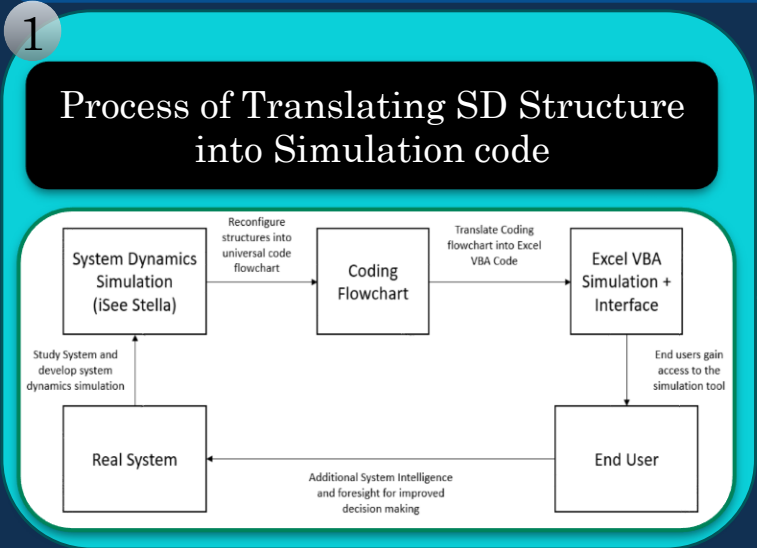 1
Process of Translating SD Structure
into Simulation code
System Dynamics
Simulation
(iSee Stella)
Reconfigure
structures into
universal code
flowchart
Coding
Flowchart
Translate Coding
flowchart into Excel
VBA Code
Excel VBA
Simulation +
Interface
Study System and
develop system
dynamics simulation
End users gain
access to the
simulation tool
Real System
Additional System Intelligence
and foresight for improved
decision making
End User